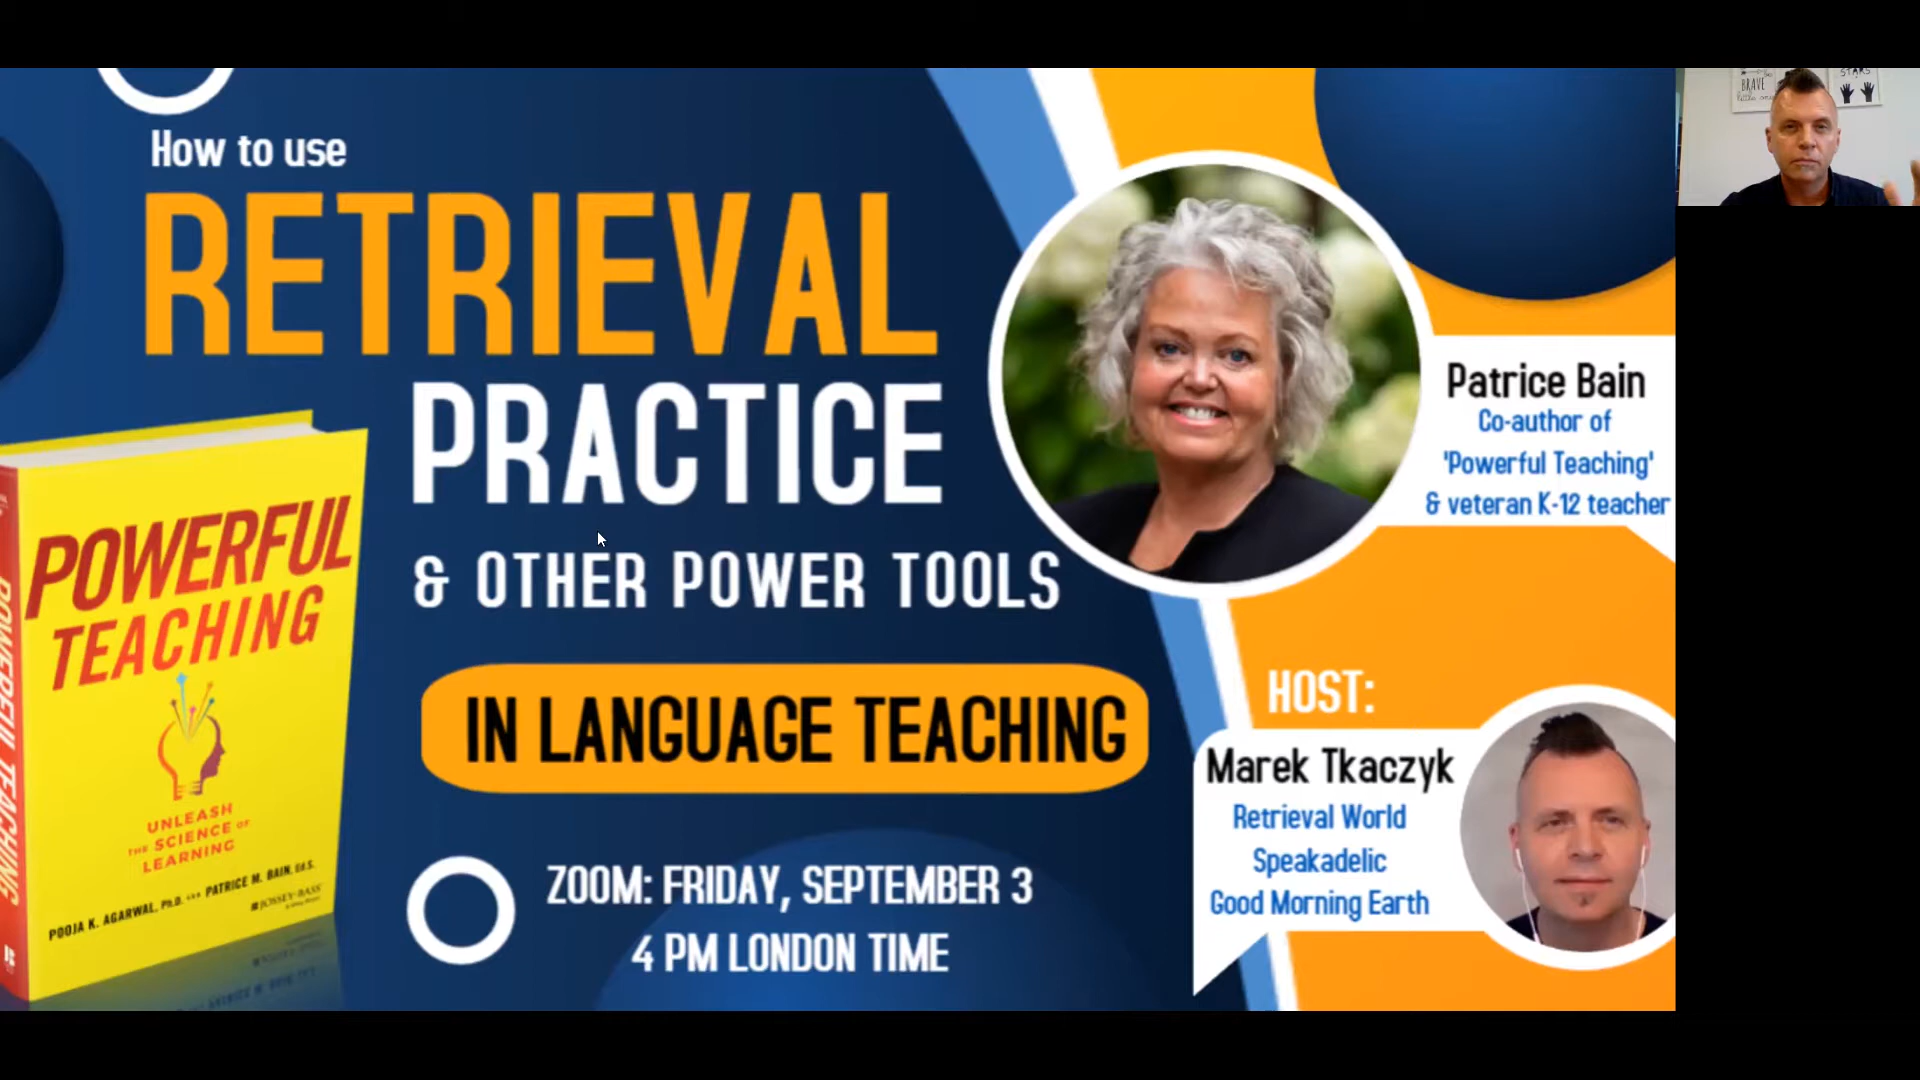 How to use
RETRIEVAL
PRACTICE
& OTHER POWER TOOLS
IN LANGUAGE TEACHING
ZOOM: FRIDAY, SEPTEMBER 3
4 PM LONDON TIME
POWERFUL
TEACHING
UNLEASH
THE SCIENCE OF
LEARNING
POOJA K. AGARWAL, Ph.D. AND PATRICE M. BAIN, Ed.S.
JOSSEY-BASS
POWERFUL TEACHING
Patrice Bain
Co-author of
'Powerful Teaching'
& veteran K-12 teacher
HOST:
Marek Tkaczyk
Retrieval World
Speakadelic
Good Morning Earth
BRAVE
STARS